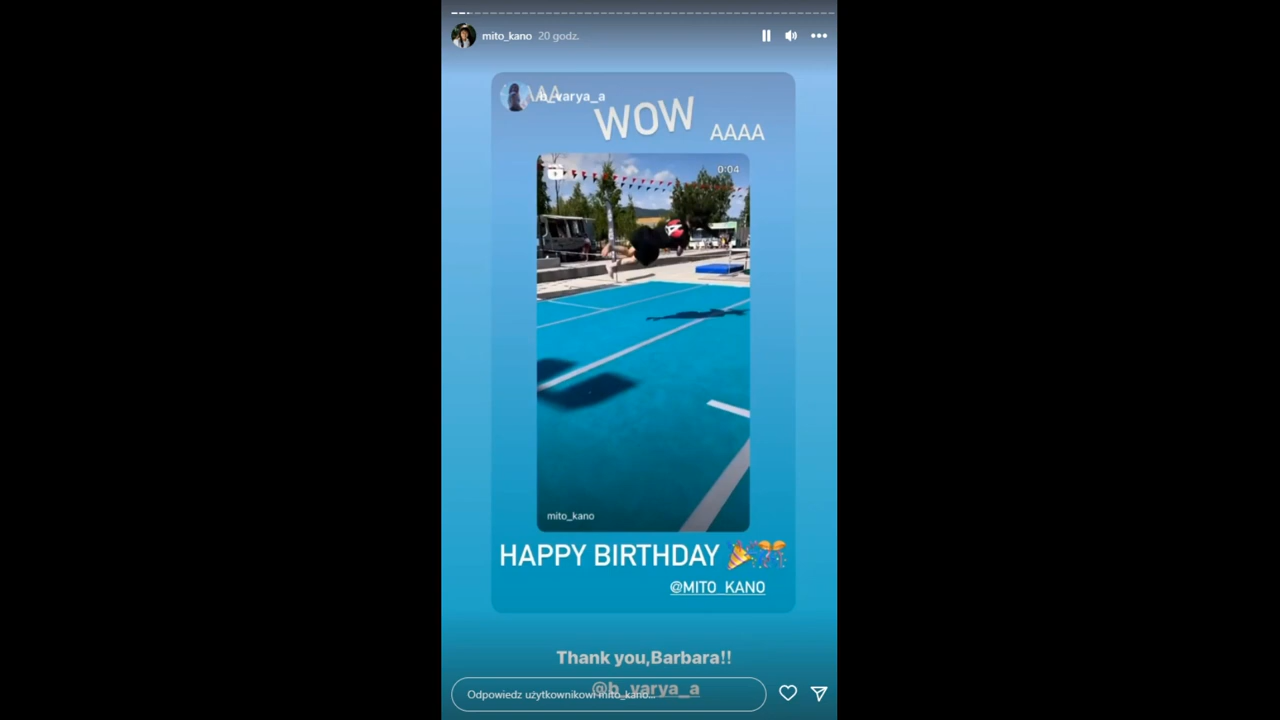 mito_kano 20 godz.
AAA
b_varya_a
WOW
AAAA
0:04
mito_kano
HAPPY BIRTHDAY 🎉🎊
@MITO_KANO
Thank you,Barbara!!
@b_varya_a
Odpowiedz użytkownikowi mito_kano...